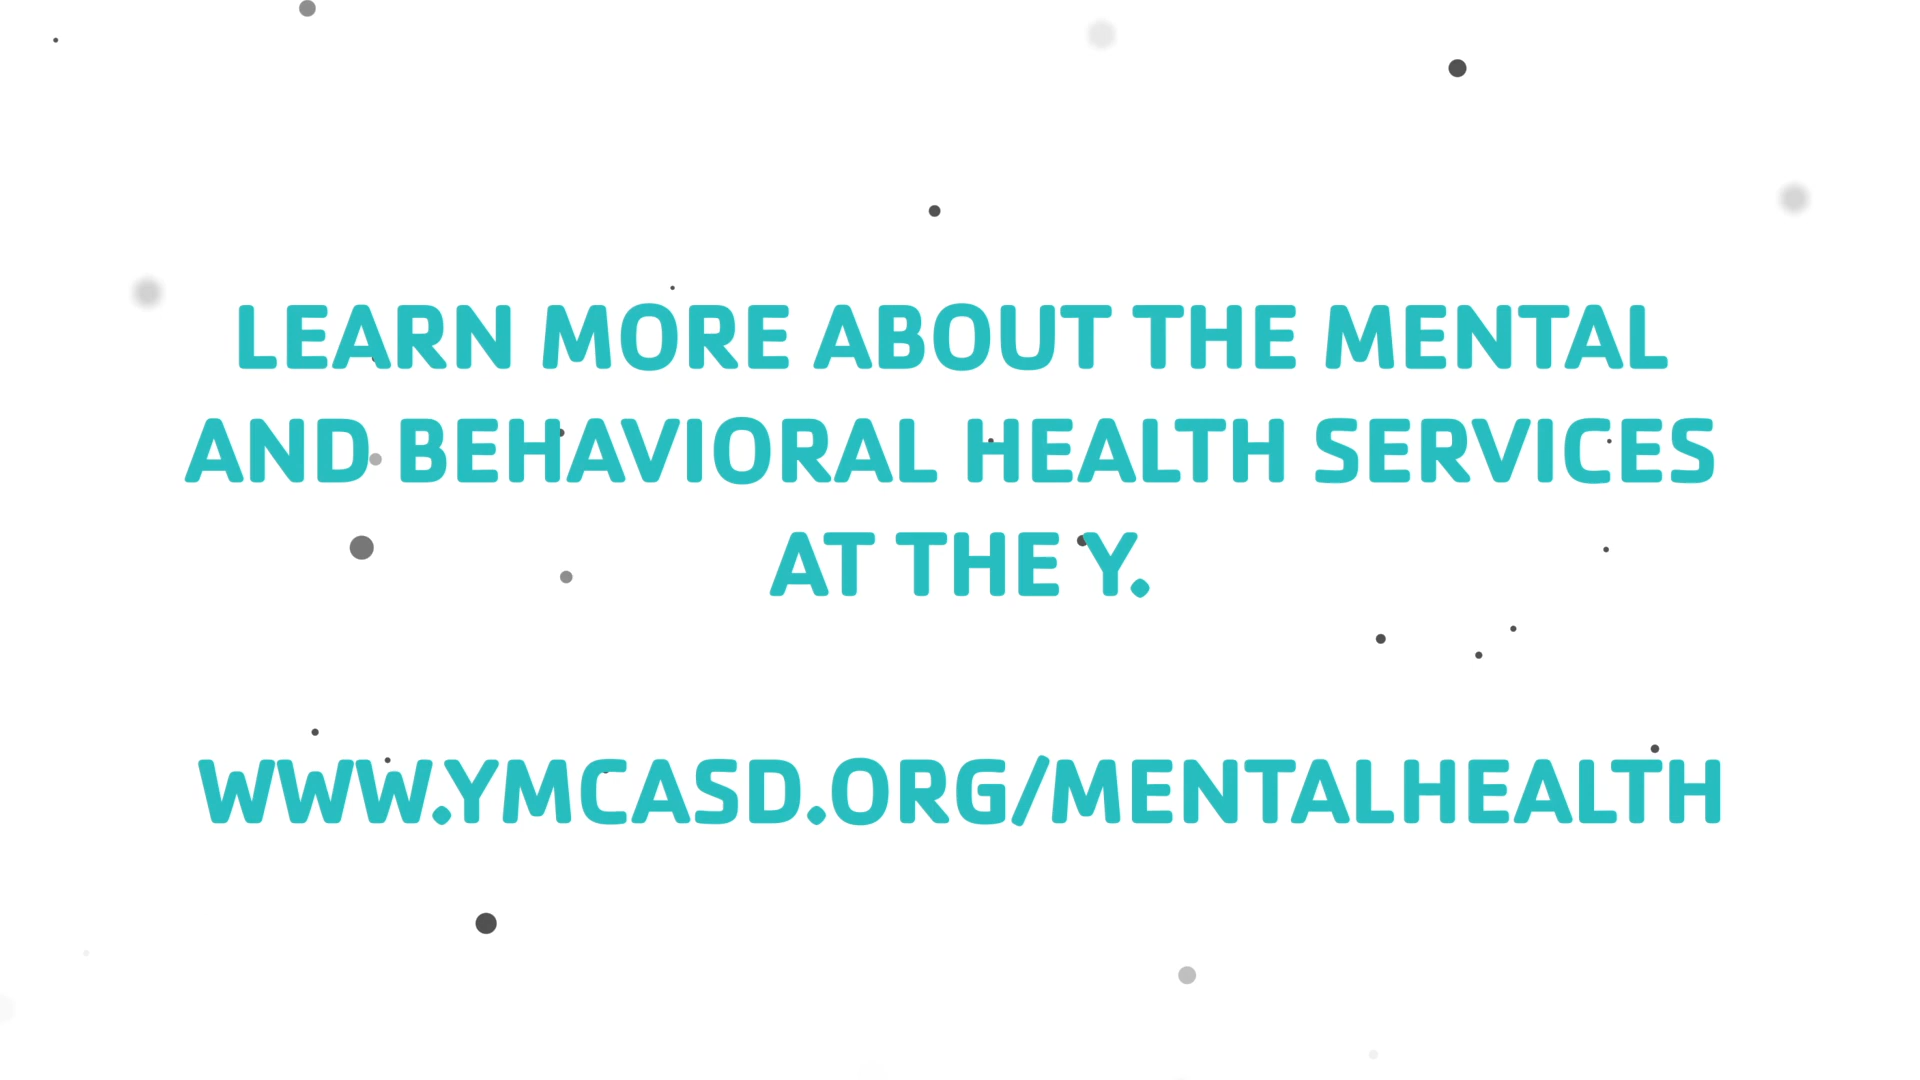 LEARN MORE ABOUT THE MENTAL
AND BEHAVIORAL HEALTH SERVICES
AT THE Y.
WWW.YMCASD.ORG/MENTALHEALTH